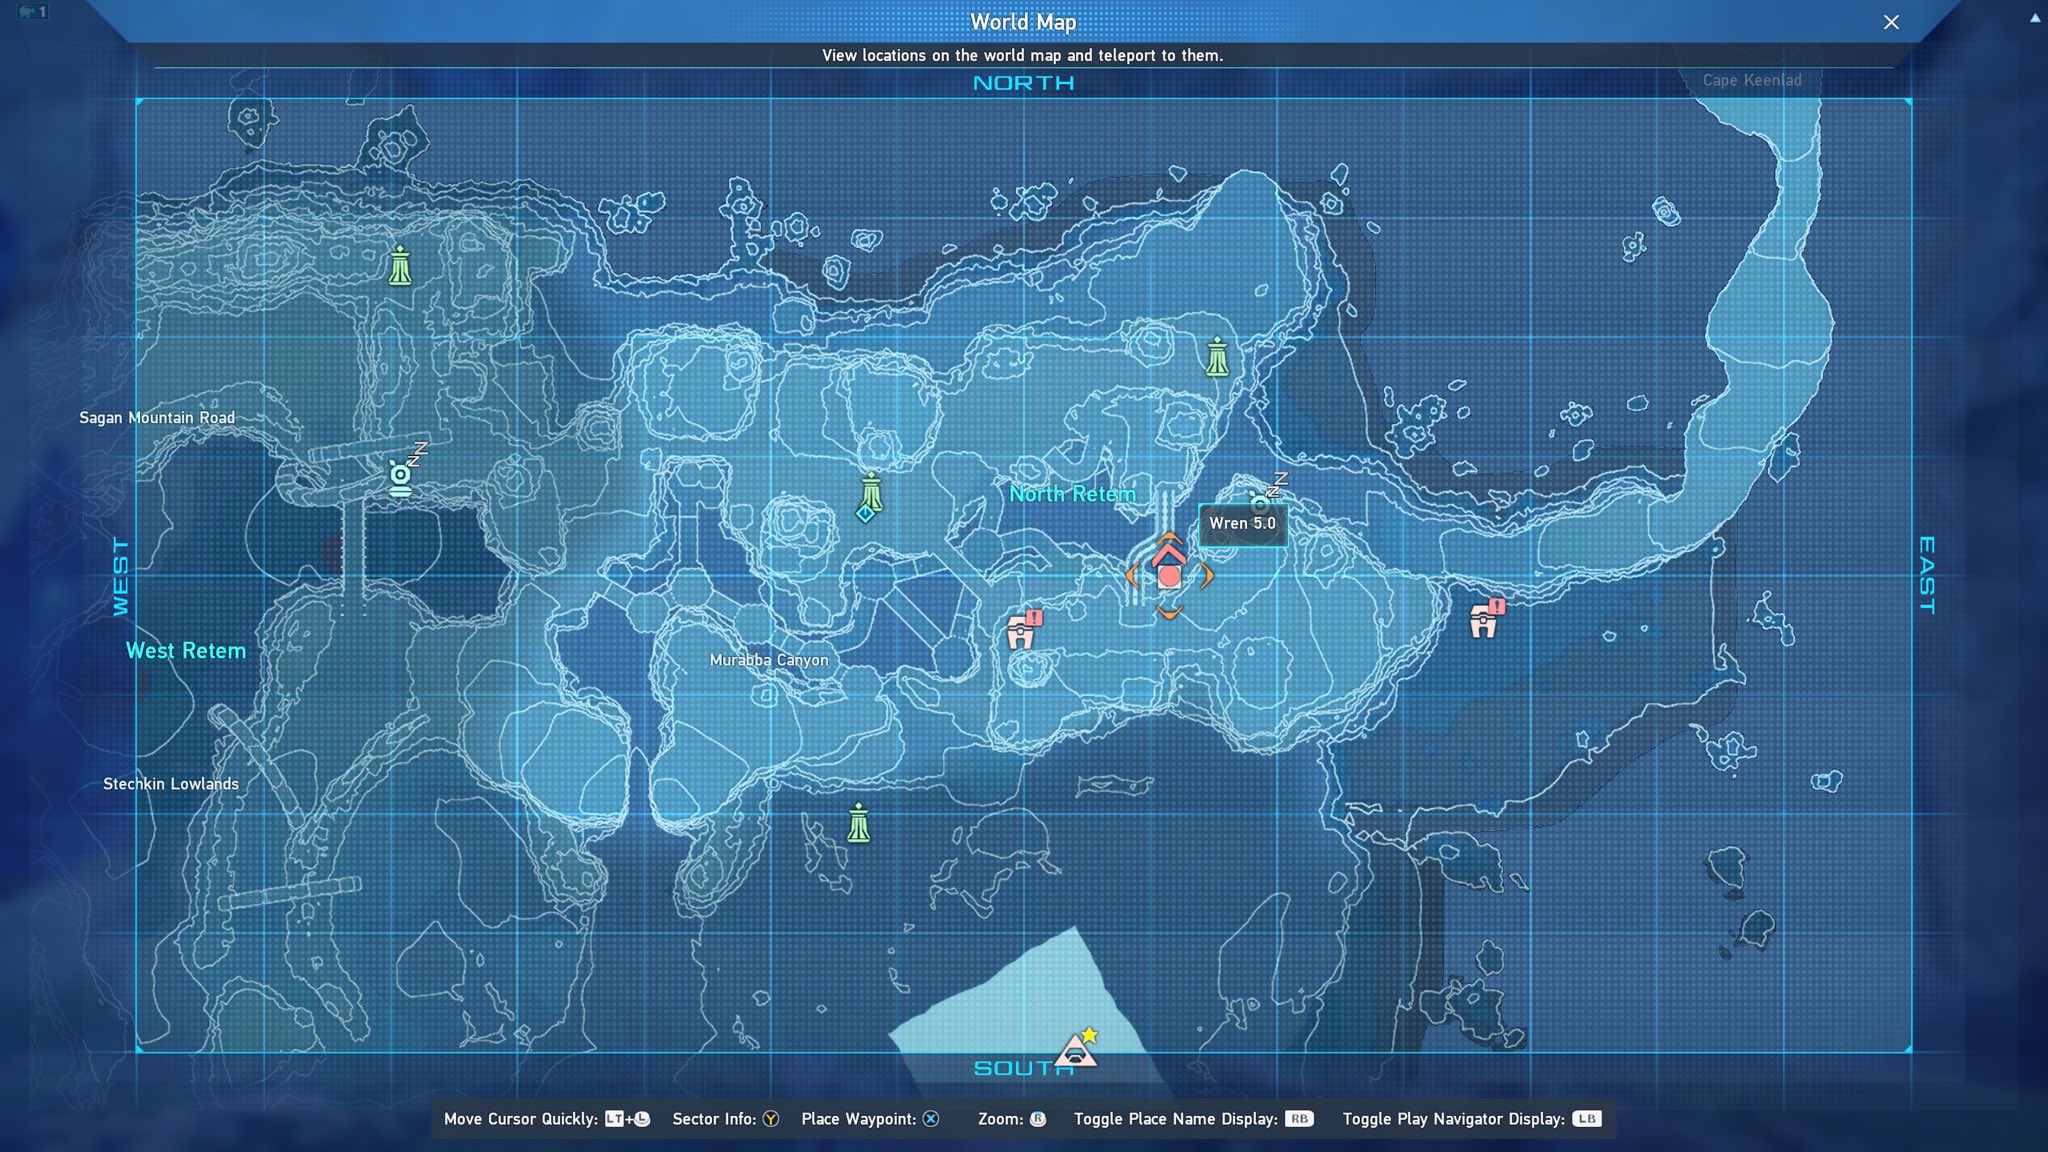 1
World Map
View locations on the world map and teleport to them.
NORTH
Cape Keenlad
Sagan Mountain Road
Z
Z
North Retem
Z
Z
Wren 5.0
WEST
EAST
!
!
West Retem
Murabba Canyon
Stechkin Lowlands
SOUTH
Move Cursor Quickly: LT+L Sector Info: Y Place Waypoint: X Zoom: R Toggle Place Name Display: RB Toggle Play Navigator Display: LB